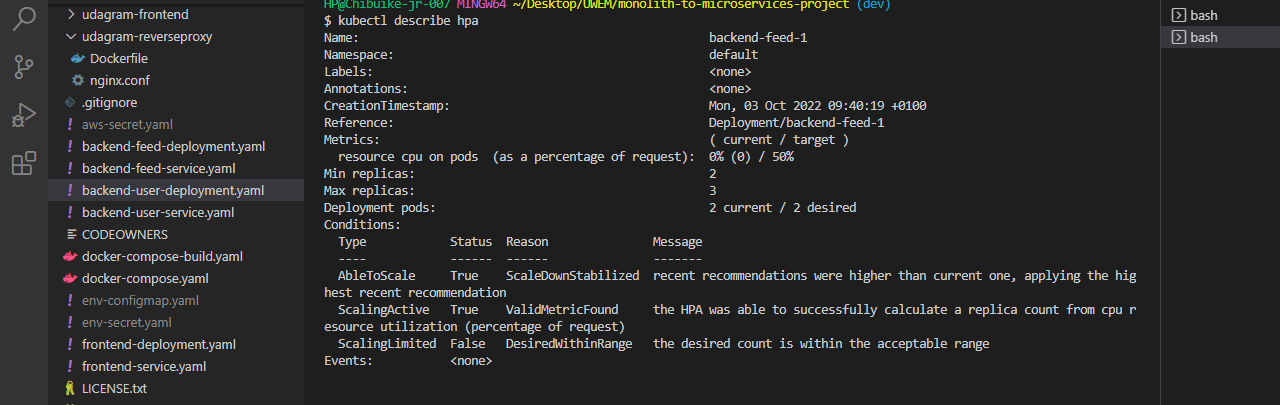 udagram-frontend
udagram-reverseproxy
Dockerfile
nginx.conf
.gitignore
aws-secret.yaml
backend-feed-deployment.yaml
backend-feed-service.yaml
backend-user-deployment.yaml
backend-user-service.yaml
CODEOWNERS
docker-compose-build.yaml
docker-compose.yaml
env-configmap.yaml
env-secret.yaml
frontend-deployment.yaml
frontend-service.yaml
LICENSE.txt
HP@Chibuike-jr-007 MINGW64 ~/Desktop/UWEM/monolith-to-microservices-project (dev)
$ kubectl describe hpa
Name: backend-feed-1
Namespace: default
Labels: <none>
Annotations: <none>
CreationTimestamp: Mon, 03 Oct 2022 09:40:19 +0100
Reference: Deployment/backend-feed-1
Metrics: ( current / target )
resource cpu on pods (as a percentage of request): 0% (0) / 50%
Min replicas: 2
Max replicas: 3
Deployment pods: 2 current / 2 desired
Conditions:
Type Status Reason Message
---- ------ ------ -------
AbleToScale True ScaleDownStabilized recent recommendations were higher than current one, applying the hig
hest recent recommendation
ScalingActive True ValidMetricFound the HPA was able to successfully calculate a replica count from cpu r
esource utilization (percentage of request)
ScalingLimited False DesiredWithinRange the desired count is within the acceptable range
Events: <none>
bash
bash